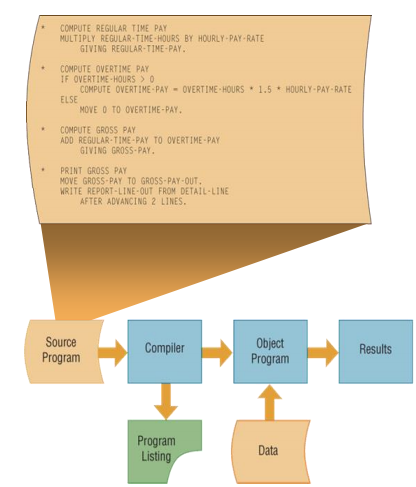 * COMPUTE REGULAR TIME PAY
MULTIPLY REGULAR-TIME-HOURS BY HOURLY-PAY-RATE
GIVING REGULAR-TIME-PAY.
* COMPUTE OVERTIME PAY
IF OVERTIME-HOURS > 0
COMPUTE OVERTIME-PAY = OVERTIME-HOURS * 1.5 * HOURLY-PAY-RATE
ELSE
MOVE 0 TO OVERTIME-PAY.
* COMPUTE GROSS PAY
ADD REGULAR-TIME-PAY TO OVERTIME-PAY
GIVING GROSS-PAY.
* PRINT GROSS PAY
MOVE GROSS-PAY TO GROSS-PAY-OUT.
WRITE REPORT-LINE-OUT FROM DETAIL-LINE
AFTER ADVANCING 2 LINES.
Source
Program
Compiler
Object
Program
Results
Program
Listing
Data